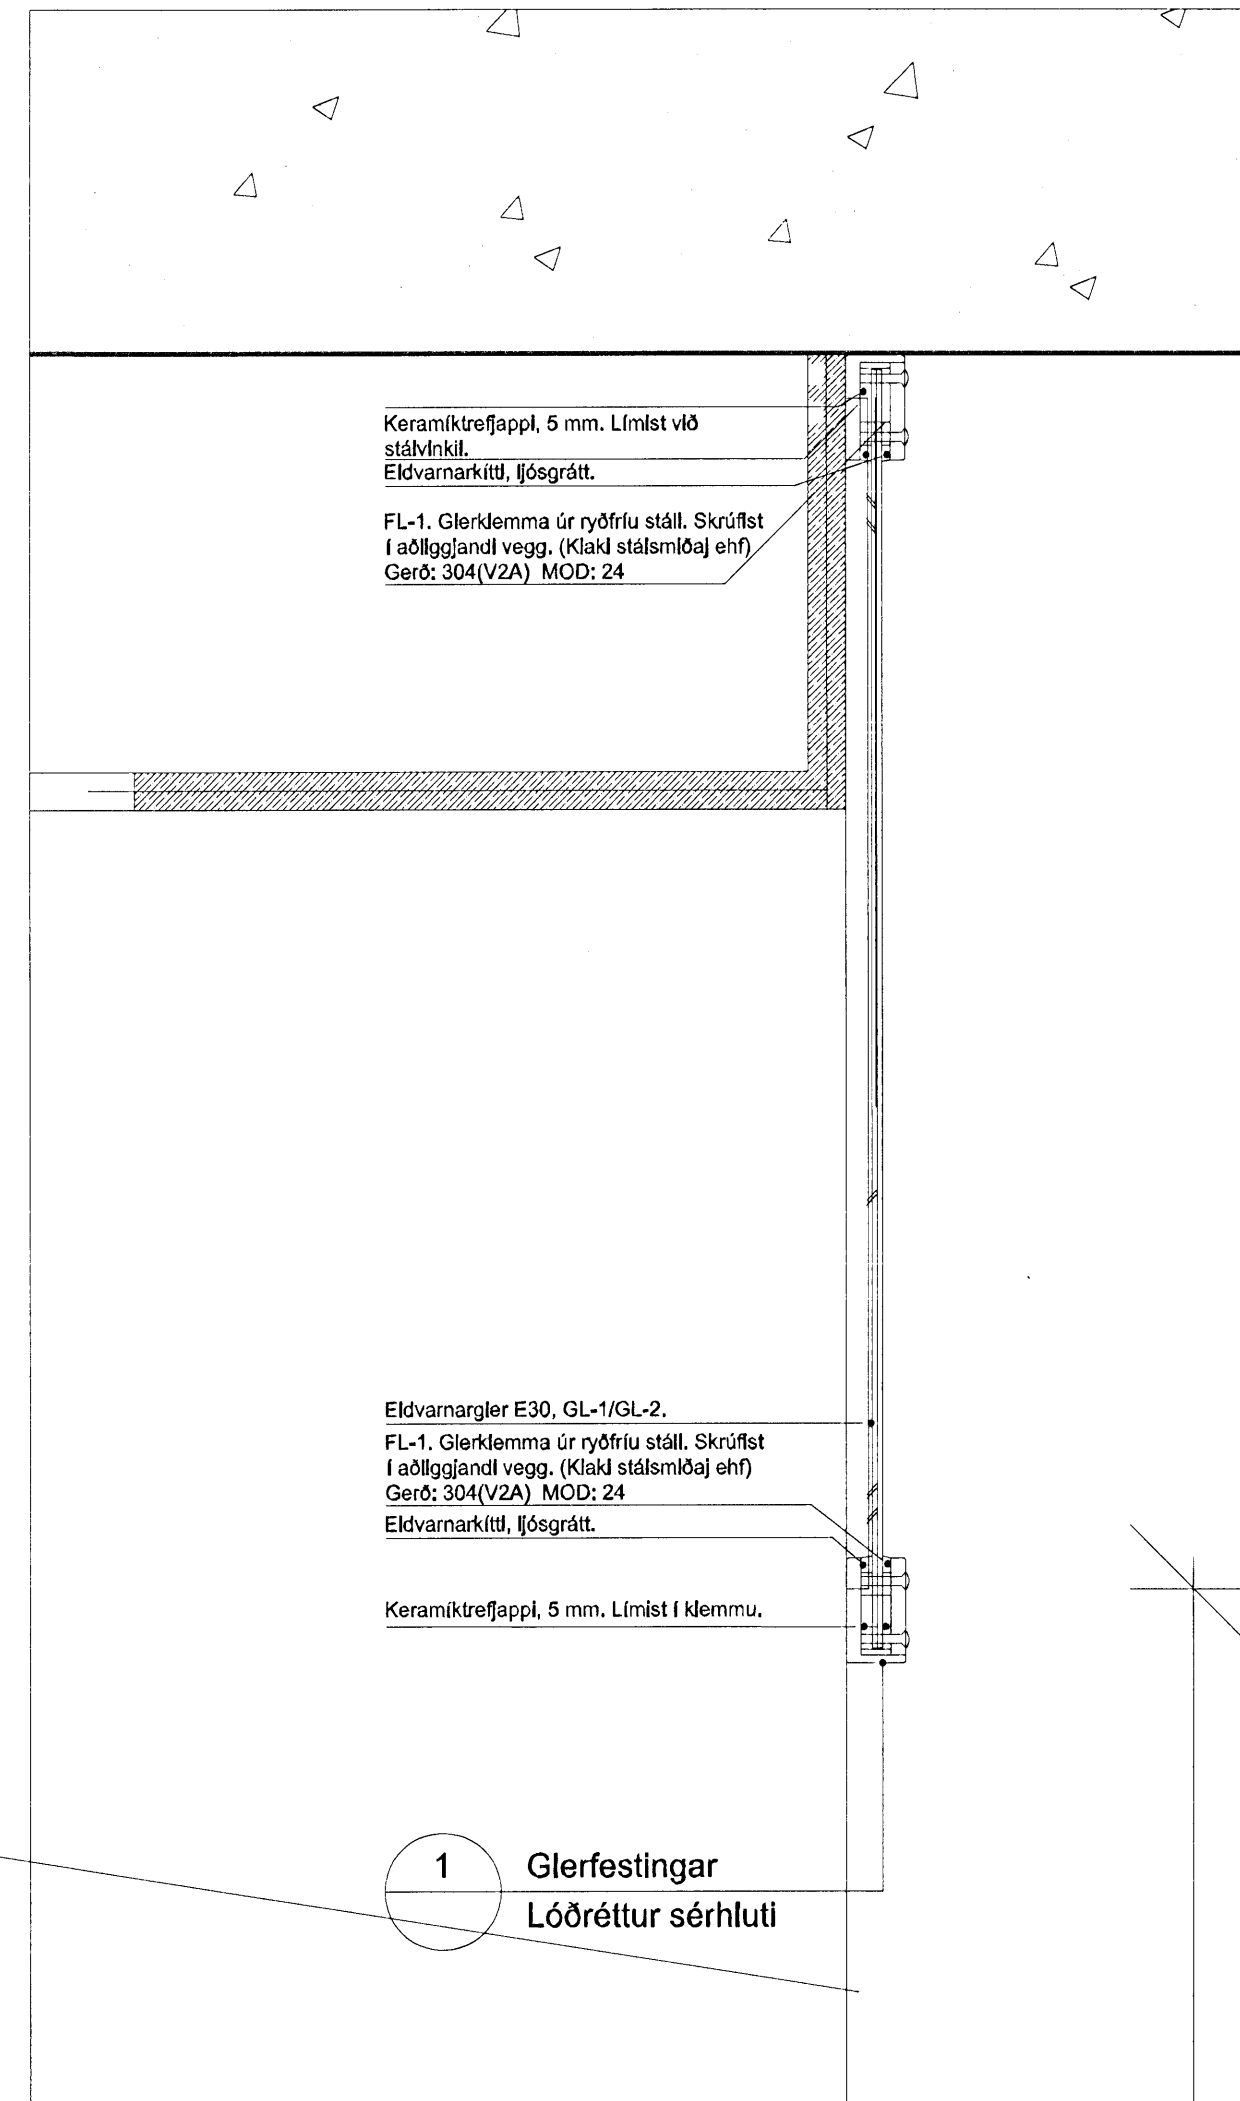 Keramíktrefjappi, 5 mm. Límist við
stálvinkil.
Eldvarnarkítti, ljósgrátt.
FL-1. Glerklemma úr ryðfríu stáli. Skrúfist
í aðliggjandi vegg. (Klaki stálsmiðaj ehf)
Gerð: 304(V2A) MOD: 24
Eldvarnargler E30, GL-1/GL-2.
FL-1. Glerklemma úr ryðfríu stáli. Skrúfist
í aðliggjandi vegg. (Klaki stálsmiðaj ehf)
Gerð: 304(V2A) MOD: 24
Eldvarnarkítti, ljósgrátt.
Keramíktrefjappi, 5 mm. Límist í klemmu.
1
Glerfestingar
Lóðréttur sérhluti